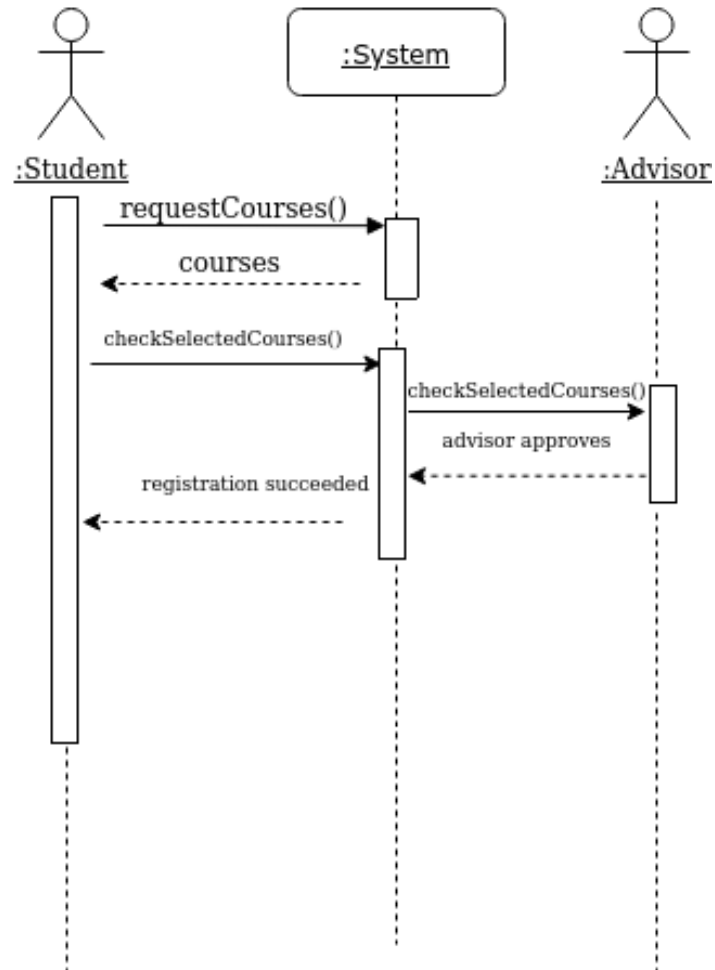 :System
:Student
:Advisor
requestCourses()
courses
checkSelectedCourses()
checkSelectedCourses()
advisor approves
registration succeeded